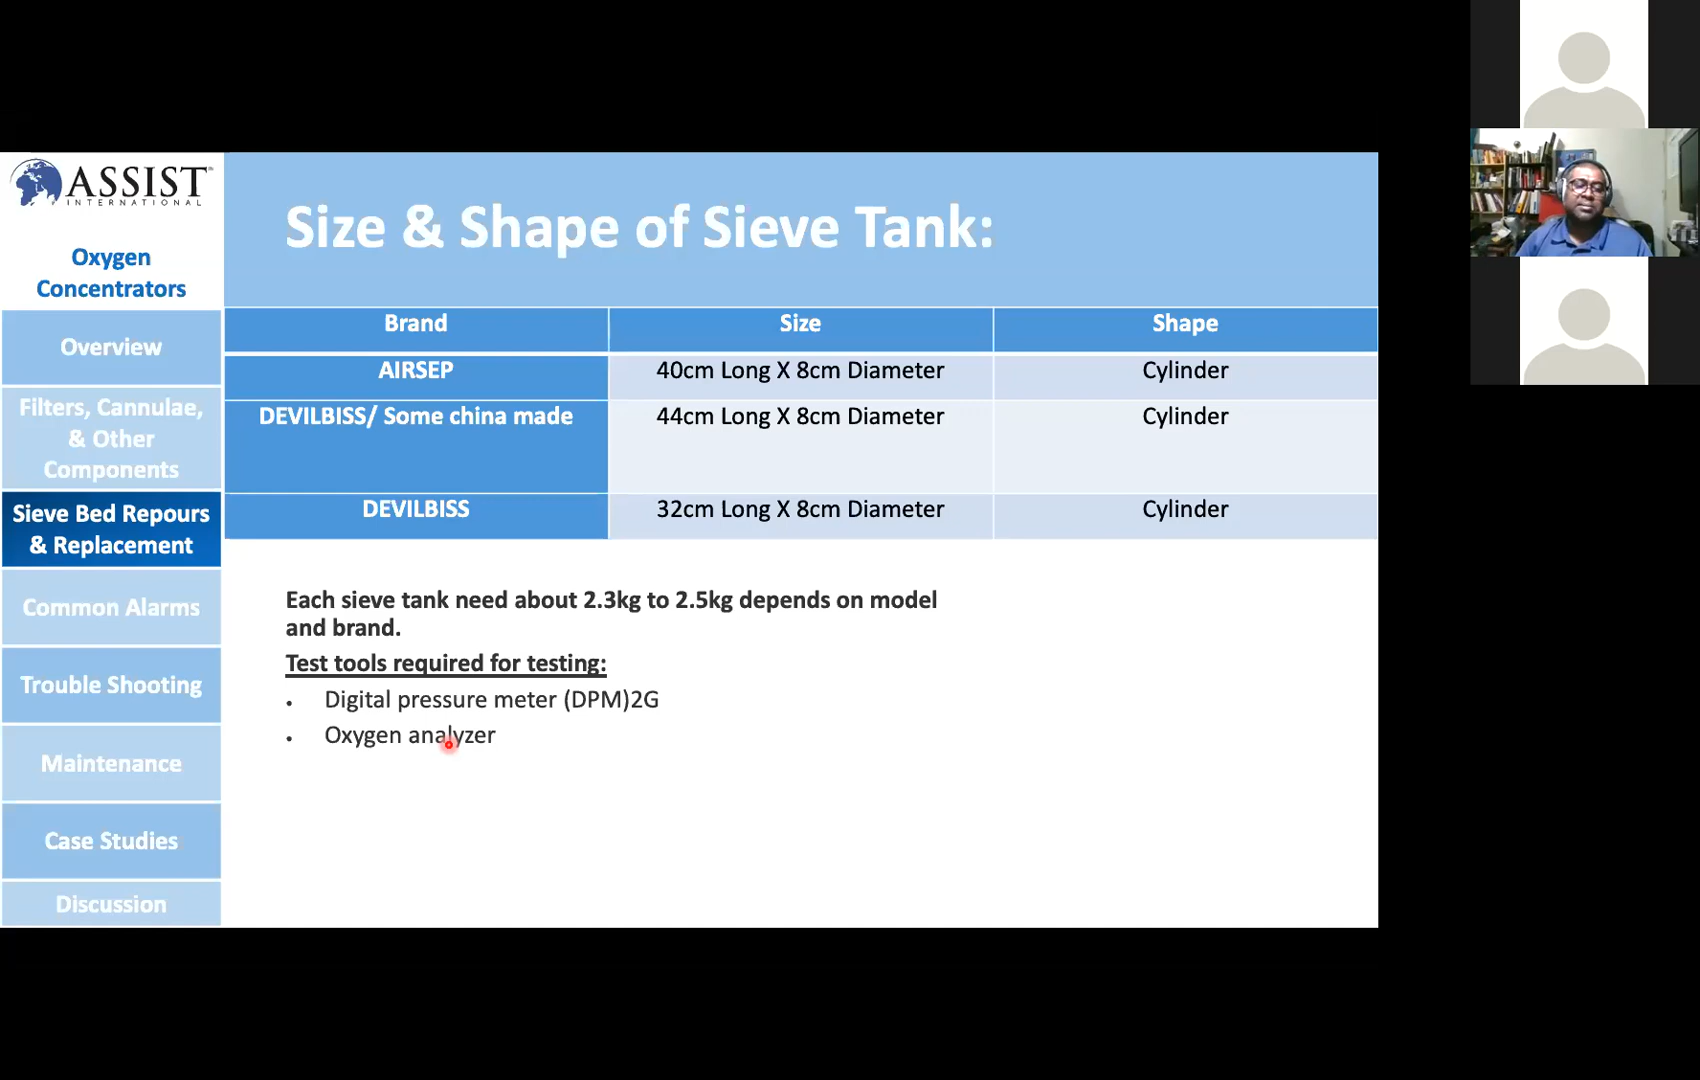 ASSIST
INTERNATIONAL
Oxygen
Concentrators
Overview
Filters, Cannulae,
& Other
Components
Sieve Bed Repours
& Replacement
Common Alarms
Trouble Shooting
Maintenance
Case Studies
Discussion
Size & Shape of Sieve Tank:
Brand Size Shape
AIRSEP 40cm Long X 8cm Diameter Cylinder
DEVILBISS/ Some china made 44cm Long X 8cm Diameter Cylinder
DEVILBISS 32cm Long X 8cm Diameter Cylinder
Each sieve tank need about 2.3kg to 2.5kg depends on model
and brand.
Test tools required for testing:
• Digital pressure meter (DPM)2G
• Oxygen analyzer